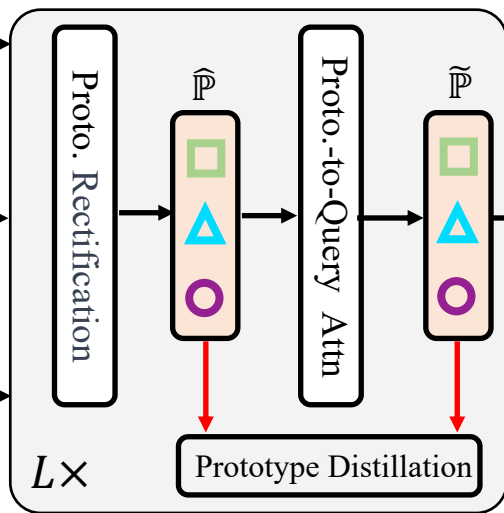 Proto. Rectification
ℙ̂
Proto.-to-Query Attn
ℙ̃
Prototype Distillation
L×